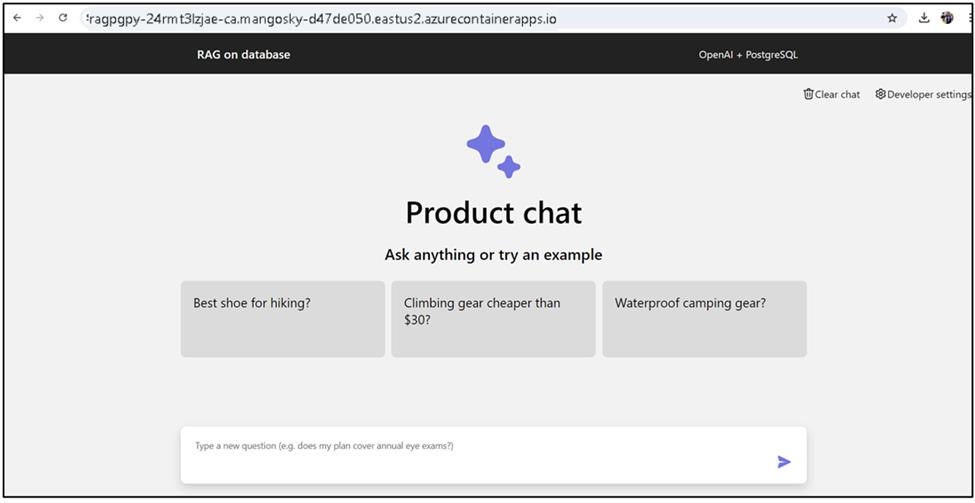 ragpgpy-24rmt3lzjae-ca.mangosky-d47de050.eastus2.azurecontainerapps.io
RAG on database
OpenAI + PostgreSQL
Clear chat
Developer settings
Product chat
Ask anything or try an example
Best shoe for hiking?
Climbing gear cheaper than
$30?
Waterproof camping gear?
Type a new question (e.g. does my plan cover annual eye exams?)